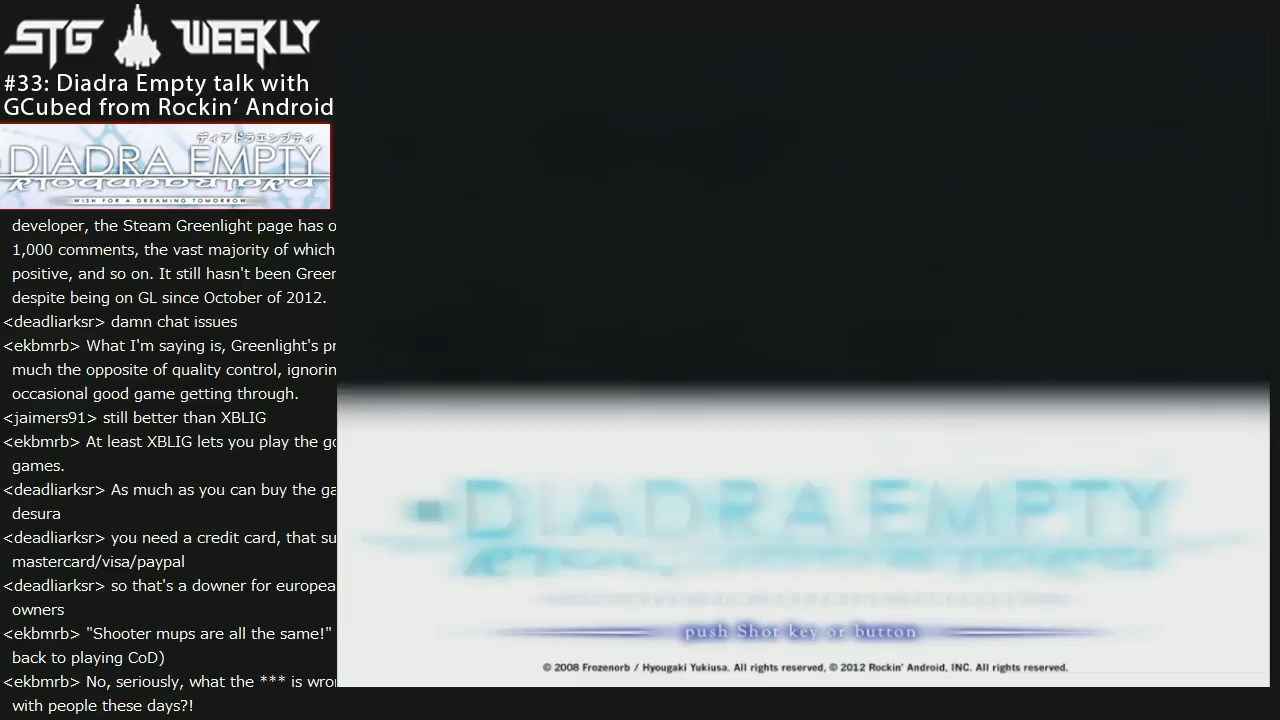 STG WEEKLY
#33: Diadra Empty talk with
GCubed from Rockin' Android
ディアドラエンプティ
DIADRA EMPTY
WISH FOR A DREAMING TOMORROW
developer, the Steam Greenlight page has o
1,000 comments, the vast majority of which
positive, and so on. It still hasn't been Green
despite being on GL since October of 2012.
<deadliarksr> damn chat issues
<ekbmrb> What I'm saying is, Greenlight's pr
much the opposite of quality control, ignorin
occasional good game getting through.
<jaimers91> still better than XBLIG
<ekbmrb> At least XBLIG lets you play the go
games.
<deadliarksr> As much as you can buy the ga
desura
<deadliarksr> you need a credit card, that su
mastercard/visa/paypal
<deadliarksr> so that's a downer for europea
owners
<ekbmrb> "Shooter mups are all the same!"
back to playing CoD)
<ekbmrb> No, seriously, what the *** is wro
with people these days?!
DIADRA EMPTY
push Shot key or button
© 2008 Frozenorb / Hyougaki Yukiusa. All rights reserved, © 2012 Rockin' Android, INC. All rights reserved.